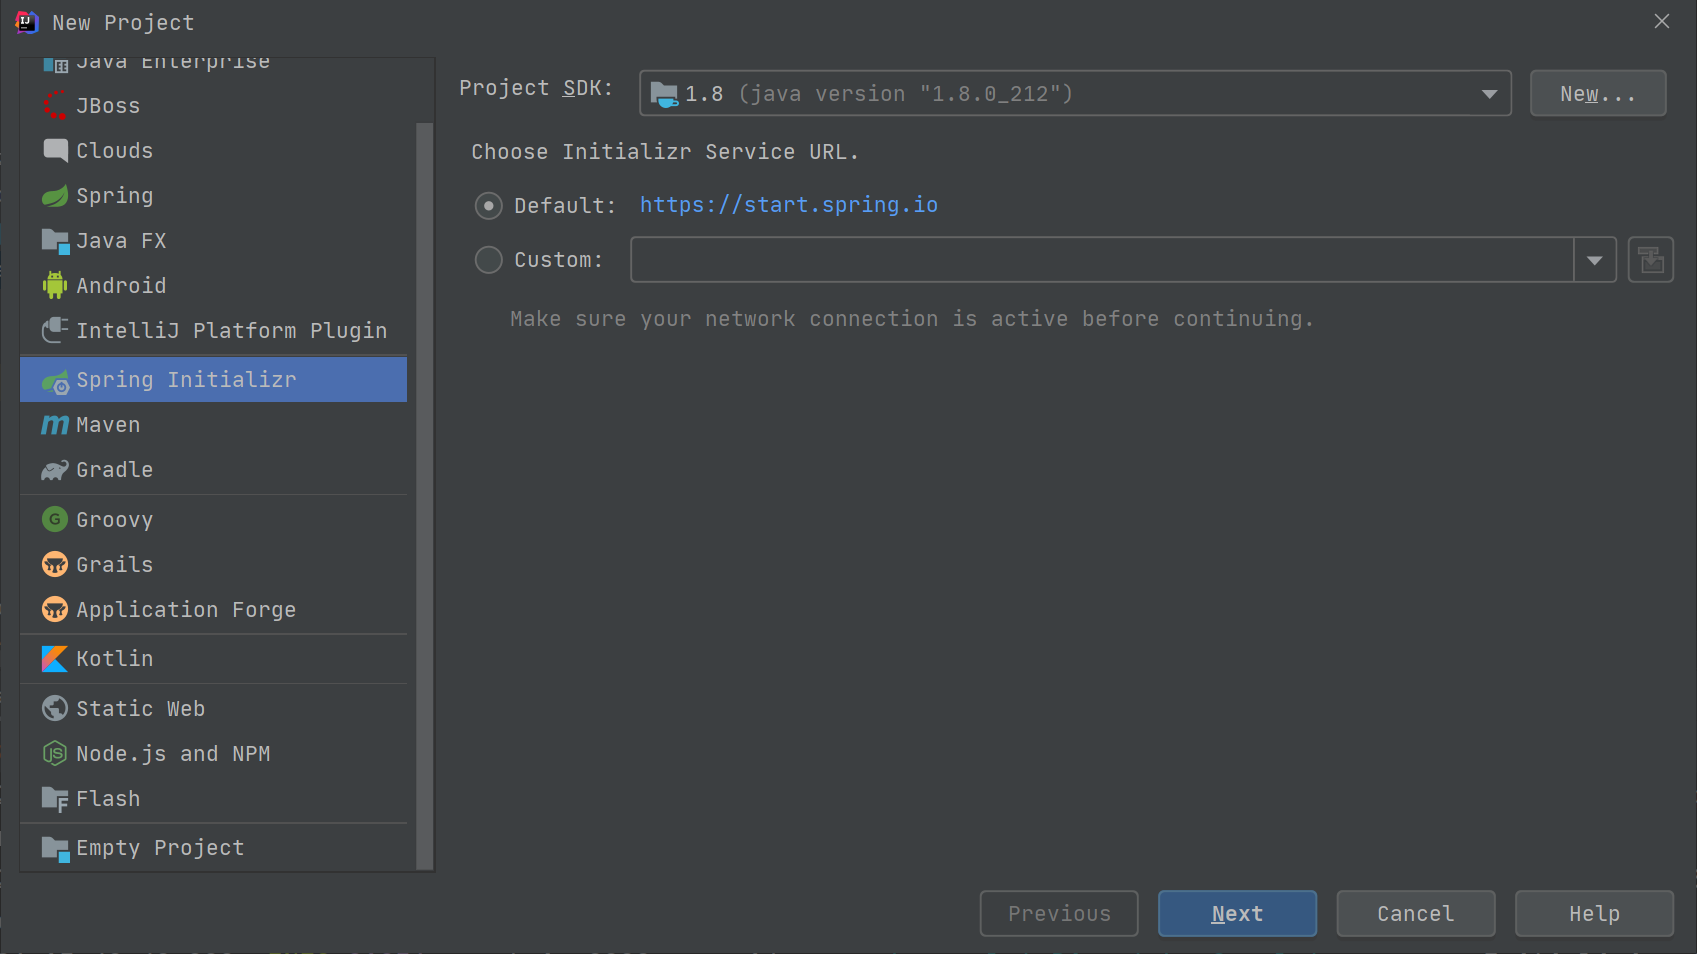 New Project
Java Enterprise
JBoss
Clouds
Spring
Java FX
Android
IntelliJ Platform Plugin
Spring Initializr
Maven
Gradle
Groovy
Grails
Application Forge
Kotlin
Static Web
Node.js and NPM
Flash
Empty Project
Project SDK: 1.8 (java version "1.8.0_212") New...
Choose Initializr Service URL.
Default: https://start.spring.io
Custom:
Make sure your network connection is active before continuing.
Previous Next Cancel Help